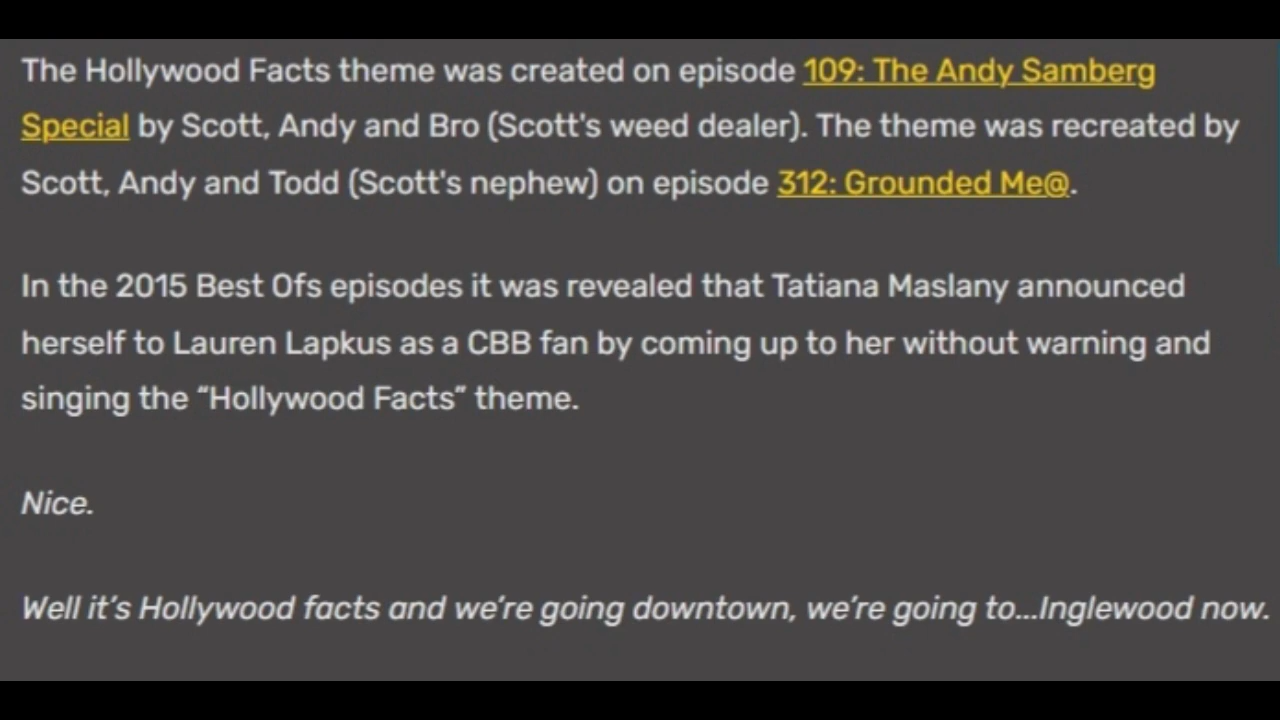 The Hollywood Facts theme was created on episode 109: The Andy Samberg
Special by Scott, Andy and Bro (Scott's weed dealer). The theme was recreated by
Scott, Andy and Todd (Scott's nephew) on episode 312: Grounded Me@.
In the 2015 Best Ofs episodes it was revealed that Tatiana Maslany announced
herself to Lauren Lapkus as a CBB fan by coming up to her without warning and
singing the “Hollywood Facts” theme.
Nice.
Well it’s Hollywood facts and we’re going downtown, we’re going to...Inglewood now.